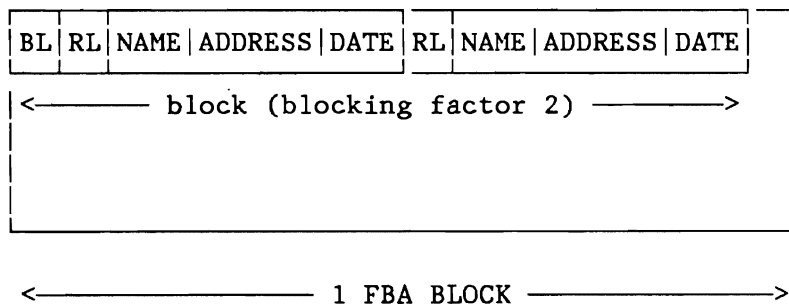 BL|RL|NAME|ADDRESS|DATE|RL|NAME|ADDRESS|DATE
block (blocking factor 2)
1 FBA BLOCK